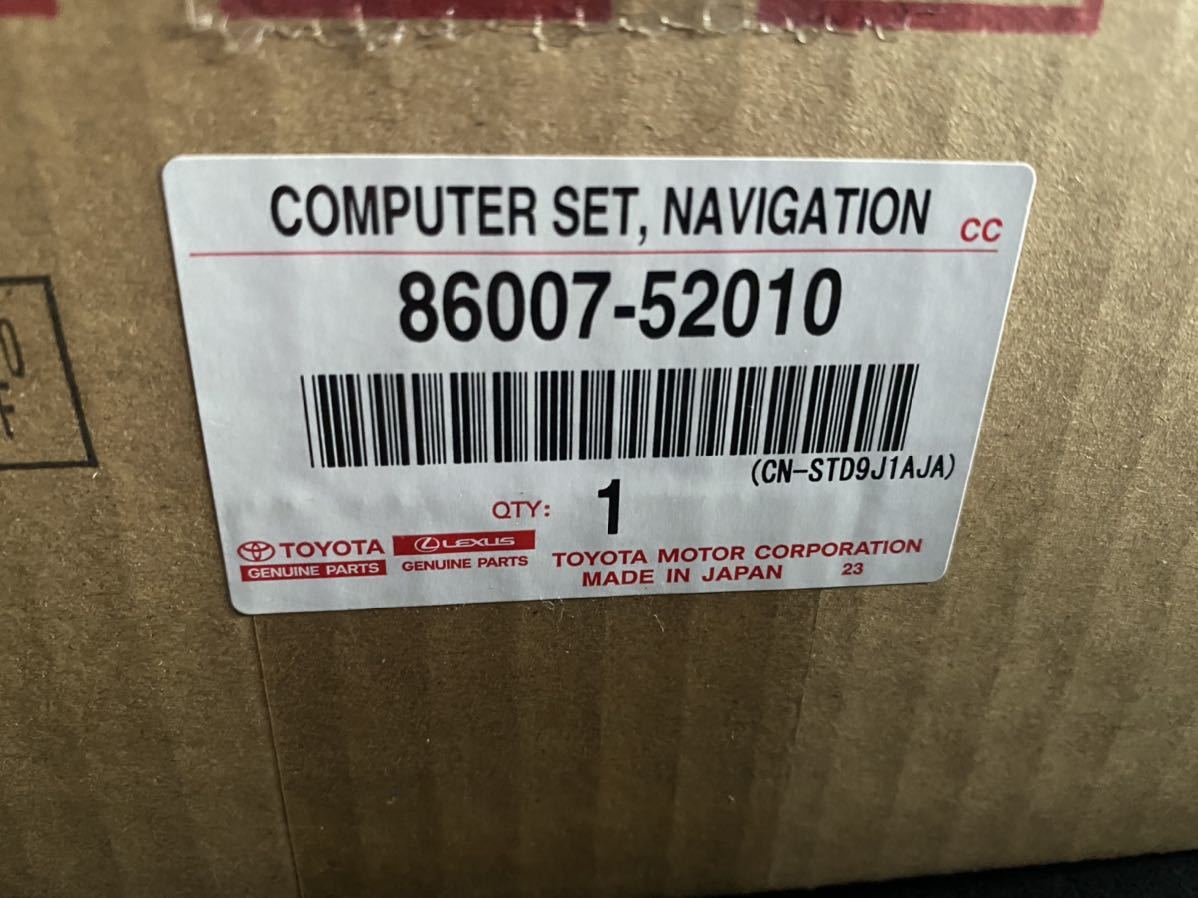 COMPUTER SET, NAVIGATION CC
86007-52010
(CN-STD9J1AJA)
QTY: 1
TOYOTA
GENUINE PARTS
LEXUS
GENUINE PARTS
TOYOTA MOTOR CORPORATION
MADE IN JAPAN 23